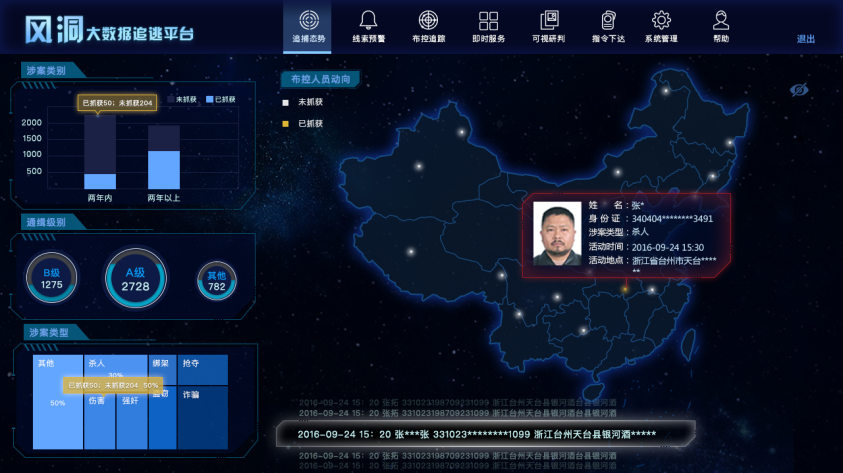 风洞大数据追逃平台
追捕态势
线索预警
布控追踪
即时服务
可视研判
指令下达
系统管理
帮助
退出
涉案类别
已抓获50；未抓获204
未抓获
已抓获
2000
1500
1000
500
两年内
两年以上
通缉级别
B级
1275
A级
2728
其他
782
涉案类型
其他
50%
杀人
30%
绑架
抢夺
已抓获50；未抓获204 50%
伤害
强奸
诈骗
布控人员动向
未抓获
已抓获
姓 名：张*
身 份 证 ：340404********3491
涉案类型：杀人
活动时间：2016-09-24 15:30
活动地点：浙江省台州市天台****
**
2016-09-24 15：20 张拓 331023198709231099 浙江台州天台县银河酒台县银河酒
2016-09-24 15：20 张拓 331023198709231099 浙江台州天台县银河酒
2016-09-24 15：20 张***张 331023********1099 浙江台州天台县银河酒*****
2016-09-24 15：20 张拓 331023198709231099 浙江台州天台县银河酒
2016-09-24 15：20 张拓 331023198709231099 浙江台州天台县银河酒